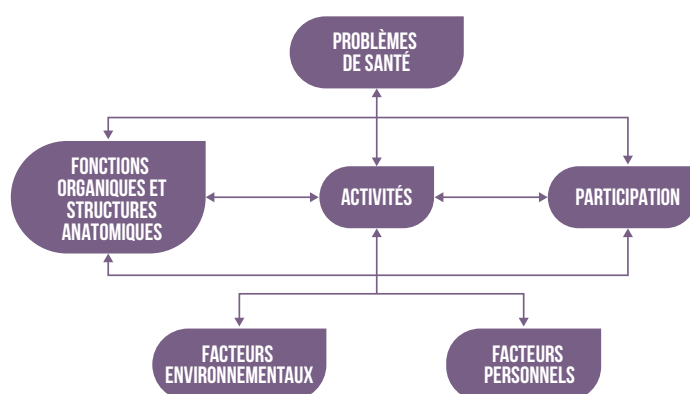 PROBLÈMES
DE SANTÉ
FONCTIONS
ORGANIQUES ET
STRUCTURES
ANATOMIQUES
ACTIVITÉS
PARTICIPATION
FACTEURS
ENVIRONNEMENTAUX
FACTEURS
PERSONNELS